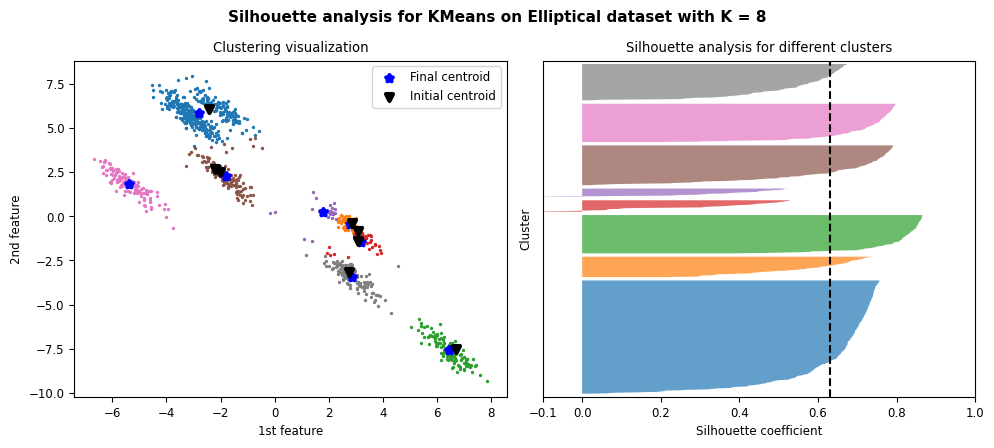 Silhouette analysis for KMeans on Elliptical dataset with K = 8
Clustering visualization
Final centroid
Initial centroid
7.5
5.0
2.5
0.0
−2.5
−5.0
−7.5
−10.0
2nd feature
−6
−4
−2
0
2
4
6
8
1st feature
Silhouette analysis for different clusters
Cluster
−0.1
0.0
0.2
0.4
0.6
0.8
1.0
Silhouette coefficient